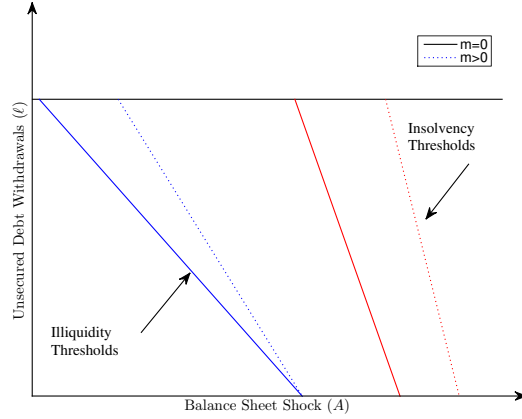 m=0
m>0
Insolvency
Thresholds
Unsecured Debt Withdrawals (ℓ)
Illiquidity
Thresholds
Balance Sheet Shock (A)